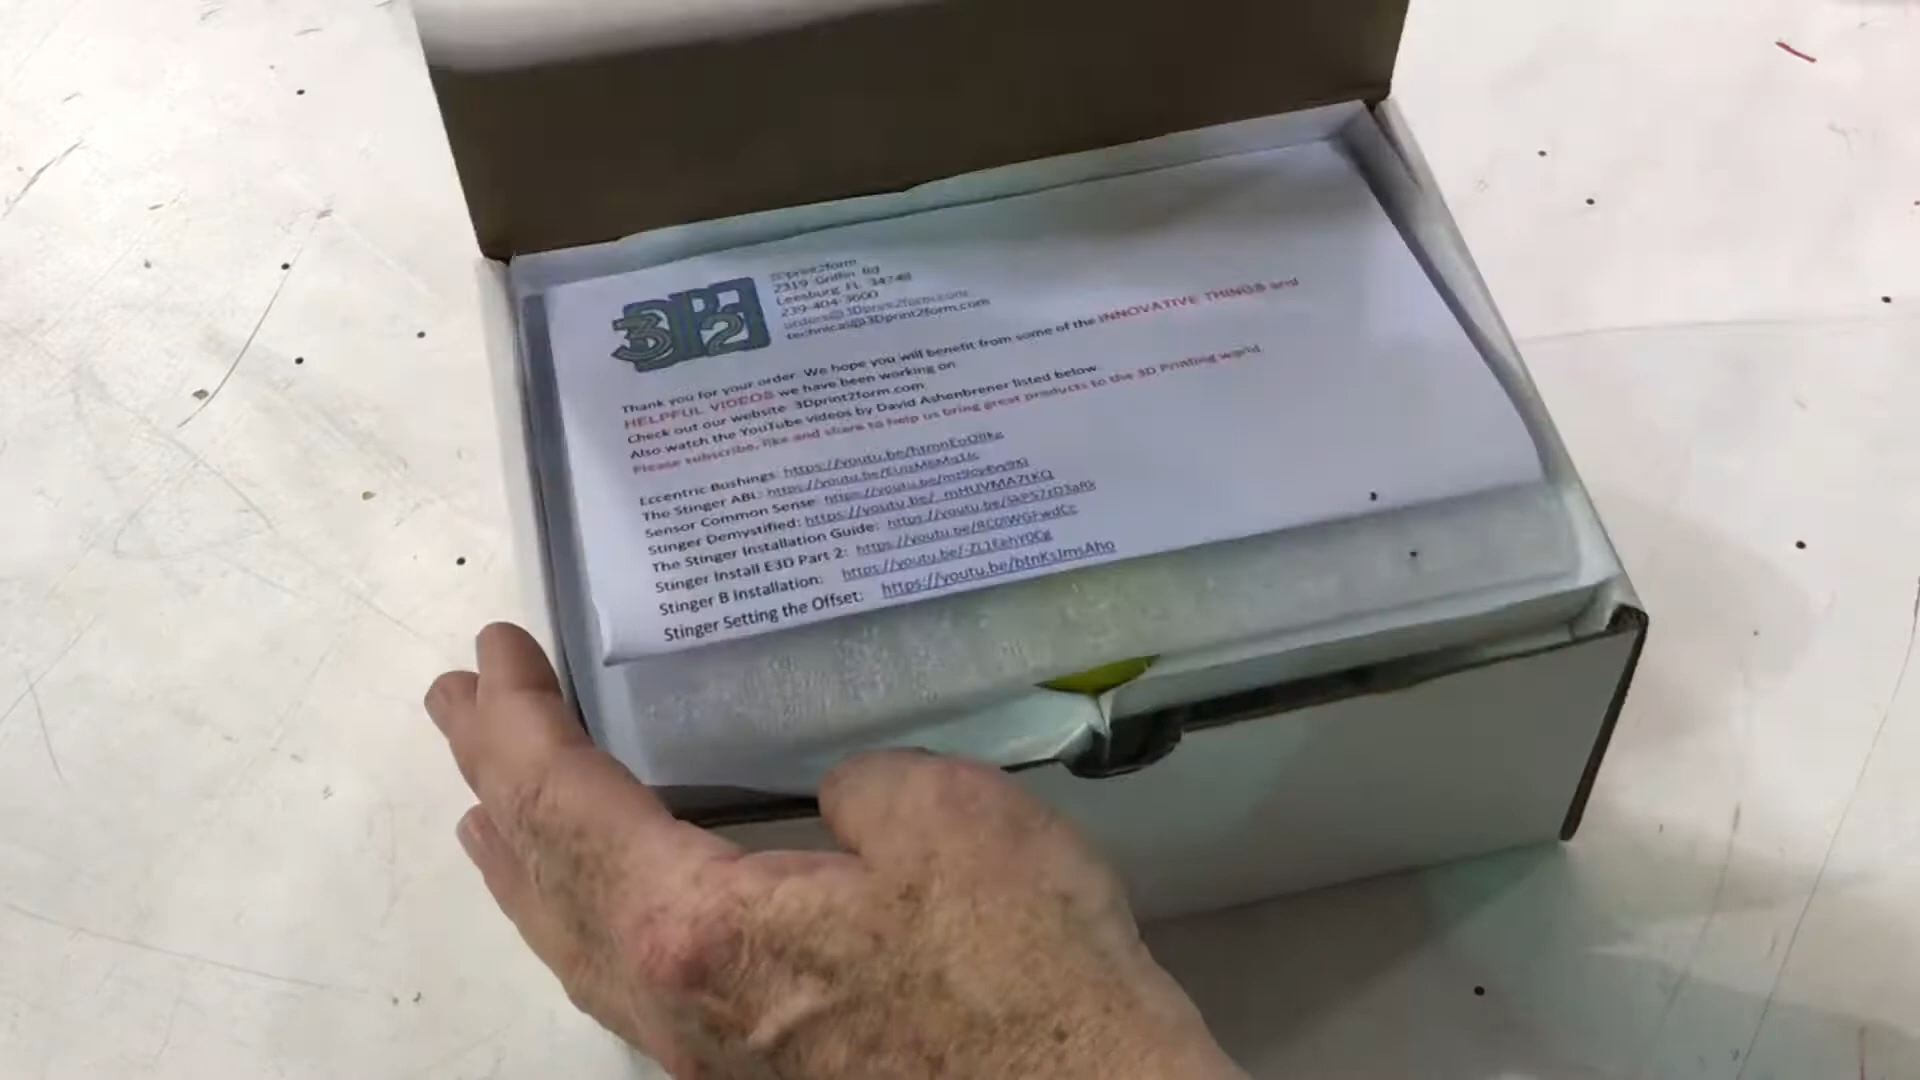 3DP2F
3Dprint2form
2319 Griffin Rd
Leesburg FL 34748
239-404-3600
orders@3Dprint2form.com
technical@3Dprint2form.com
Thank you for your order. We hope you will benefit from some of the INNOVATIVE THINGS and
HELPFUL VIDEOS we have been working on.
Check out our website 3Dprint2form.com
Also watch the YouTube videos by David Ashenbrener listed below.
Please subscribe, like and share to help us bring great products to the 3D Printing world.
Eccentric Bushings:
The Stinger ABL:
Sensor Common Sense:
Stinger Demystified:
The Stinger Installation Guide:
Stinger Install E3D Part 2:
Stinger B Installation:
Stinger Setting the Offset: